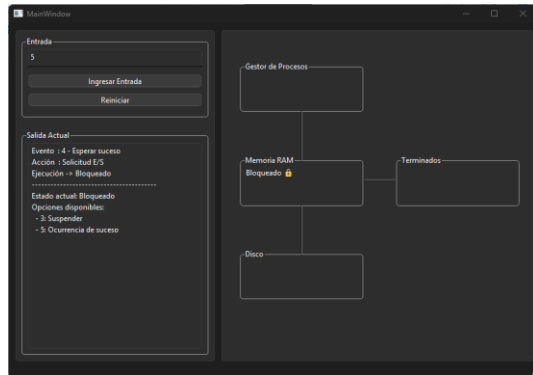 MainWindow
Entrada
5
Ingresar Entrada
Reiniciar
Salida Actual
Evento : 4 - Esperar suceso
Acción : Solicitud E/S
Ejecución -> Bloqueado
----------------------------------------
Estado actual: Bloqueado
Opciones disponibles:
- 3: Suspender
- 5: Ocurrencia de suceso
Gestor de Procesos
Memoria RAM
Bloqueado 🔒
Terminados
Disco